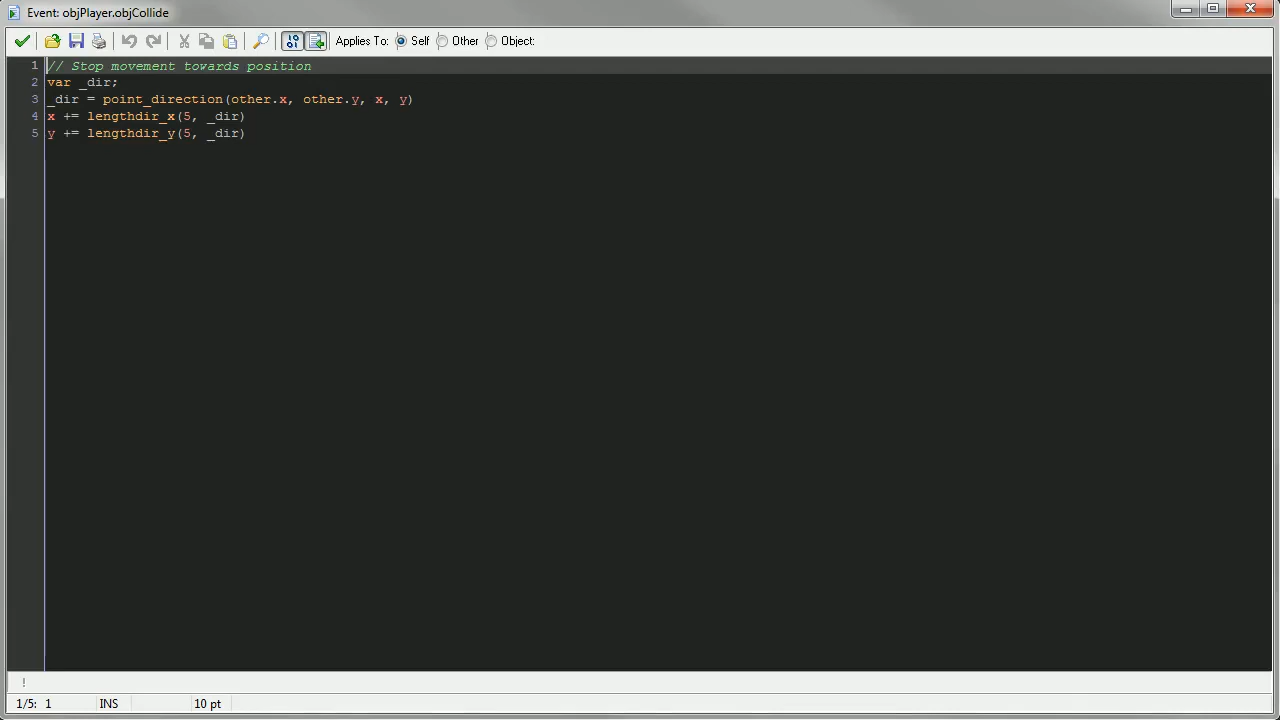 Event: objPlayer.objCollide
Applies To: Self Other Object:
1 // Stop movement towards position
2 var _dir;
3 _dir = point_direction(other.x, other.y, x, y)
4 x += lengthdir_x(5, _dir)
5 y += lengthdir_y(5, _dir)
!
1/5: 1 INS 10 pt